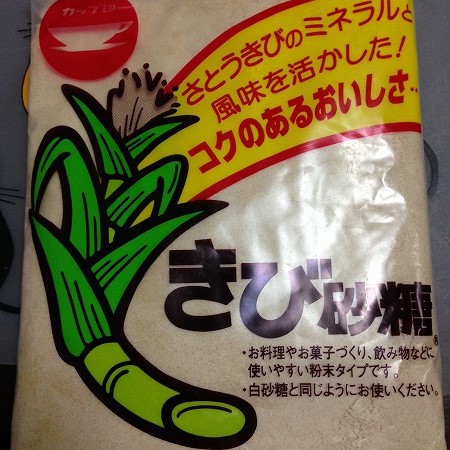 カップ印
さとうきびのミネラルと
風味を活かした!
コクのあるおいしさ‥
きび砂糖®
・お料理やお菓子づくり、飲み物などに
使いやすい粉末タイプです。
・白砂糖と同じようにお使いください。